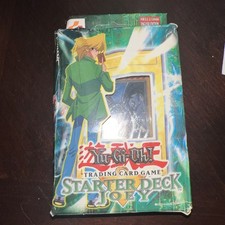 Yu-Gi-Oh!
TRADING CARD GAME
STARTER DECK
JOEY